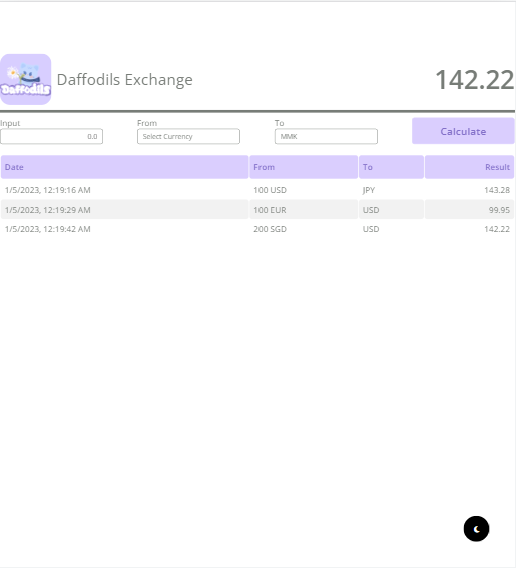 Daffodils
Daffodils Exchange
142.22
Input
From
To
0.0
Select Currency
MMK
Calculate
Date From To Result
1/5/2023, 12:19:16 AM 100 USD JPY 143.28
1/5/2023, 12:19:29 AM 100 EUR USD 99.95
1/5/2023, 12:19:42 AM 200 SGD USD 142.22